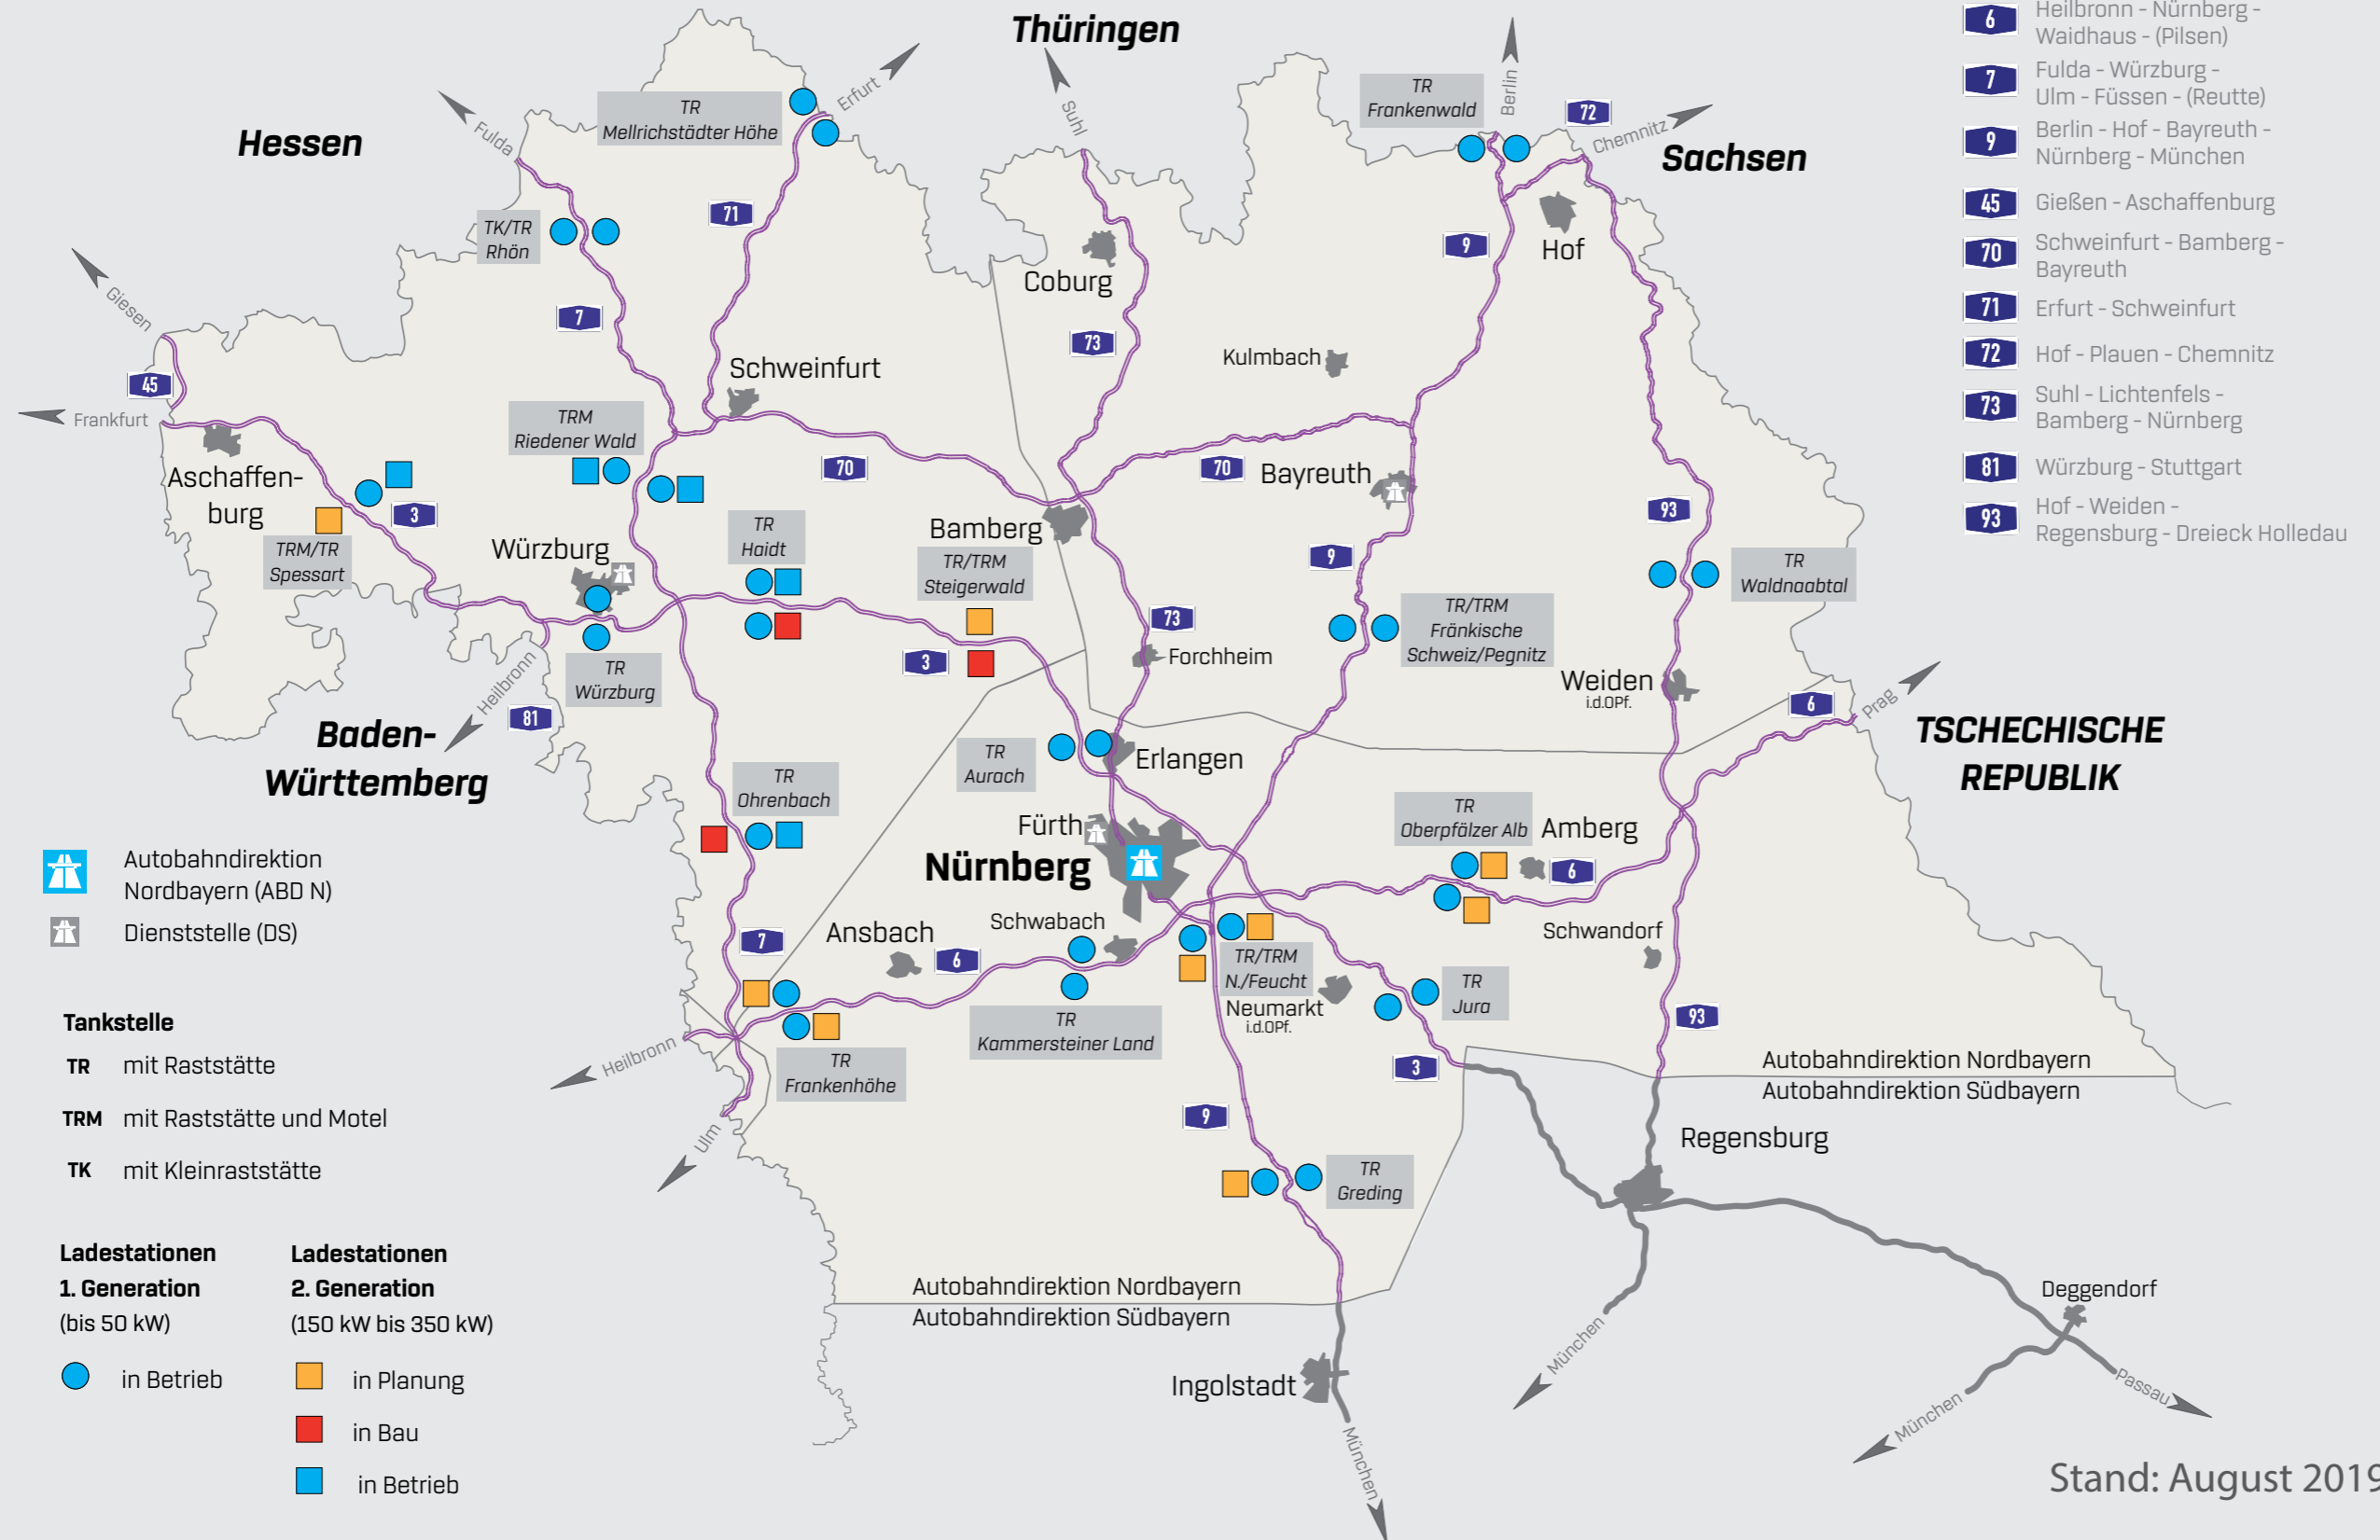 Thüringen
Hessen
Sachsen
Baden-
Württemberg
TSCHECHISCHE
REPUBLIK
6
Heilbronn - Nürnberg -
Waidhaus - (Pilsen)
7
Fulda - Würzburg -
Ulm - Füssen - (Reutte)
9
Berlin - Hof - Bayreuth -
Nürnberg - München
45
Gießen - Aschaffenburg
70
Schweinfurt - Bamberg -
Bayreuth
71
Erfurt - Schweinfurt
72
Hof - Plauen - Chemnitz
73
Suhl - Lichtenfels -
Bamberg - Nürnberg
81
Würzburg - Stuttgart
93
Hof - Weiden -
Regensburg - Dreieck Holledau
Fulda
Erfurt
Suhl
Berlin
Chemnitz
72
Giesen
Frankfurt
45
TR
Mellrichstädter Höhe
TR
Frankenwald
TK/TR
Rhön
71
7
9
Hof
Coburg
73
Kulmbach
Schweinfurt
TRM
Riedener Wald
70
70
Bayreuth
93
Aschaffen-
burg
3
TRM/TR
Spessart
Würzburg
TR
Haidt
Bamberg
TR/TRM
Steigerwald
9
TR
Waldnaabtal
TR/TRM
Fränkische
Schweiz/Pegnitz
73
Forchheim
3
TR
Würzburg
Heilbronn
81
Weiden
i.d.OPf.
6
Prag
TR
Aurach
Erlangen
TR
Ohrenbach
Fürth
Nürnberg
TR
Oberpfälzer Alb
Amberg
6
Schwandorf
Schwabach
Ansbach
6
7
TR/TRM
N./Feucht
Neumarkt
i.d.OPf.
TR
Jura
93
TR
Kammersteiner Land
TR
Frankenhöhe
Heilbronn
Ulm
3
9
TR
Greding
Autobahndirektion Nordbayern
Autobahndirektion Südbayern
Regensburg
Autobahndirektion Nordbayern
Autobahndirektion Südbayern
Ingolstadt
München
München
Deggendorf
München
Passau
Autobahndirektion
Nordbayern (ABD N)
Dienststelle (DS)
Tankstelle
TR mit Raststätte
TRM mit Raststätte und Motel
TK mit Kleinraststätte
Ladestationen
1. Generation
(bis 50 kW)
in Betrieb
Ladestationen
2. Generation
(150 kW bis 350 kW)
in Planung
in Bau
in Betrieb
Stand: August 2019